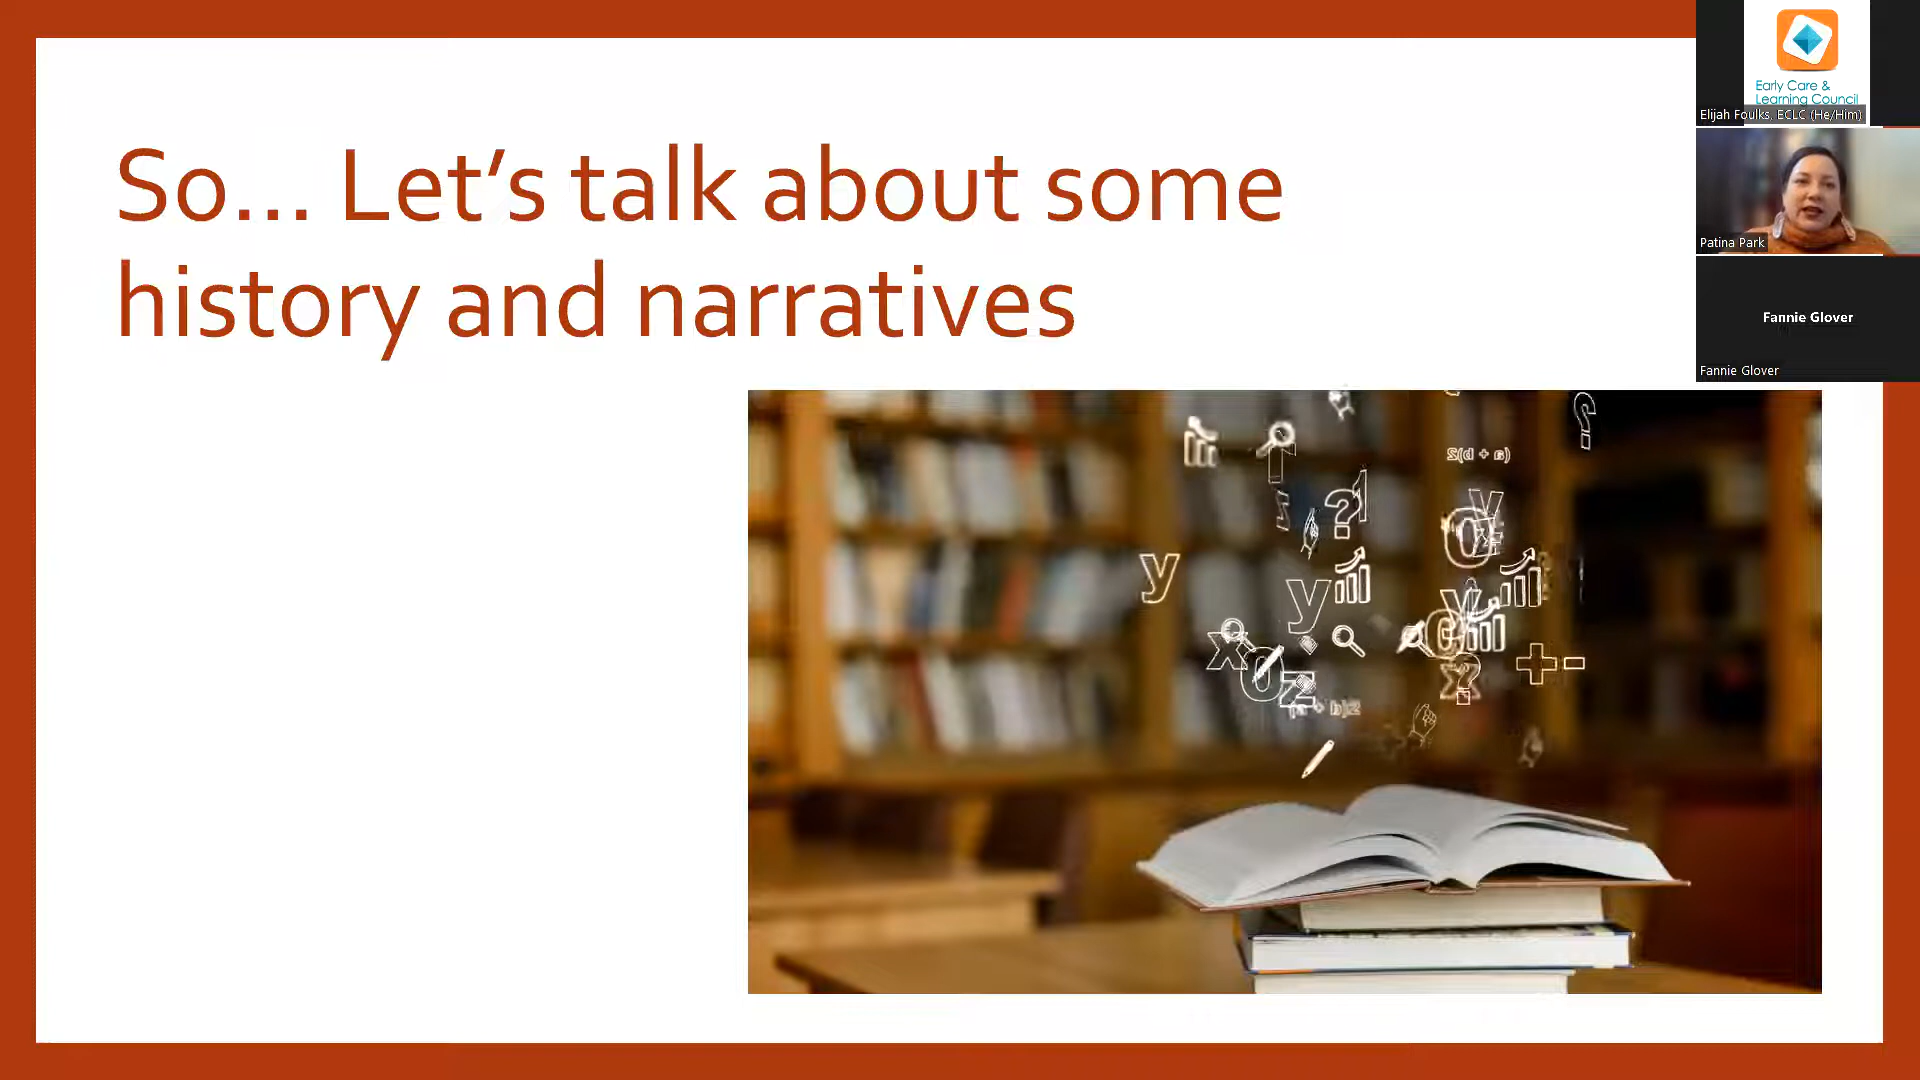 So... Let’s talk about some
history and narratives
Early Care &
Learning Council
Elijah Foulks, ECLC (He/Him)
Patina Park
Fannie Glover
Fannie Glover
?
2(d + a)
?
y
y
y
x
+ -